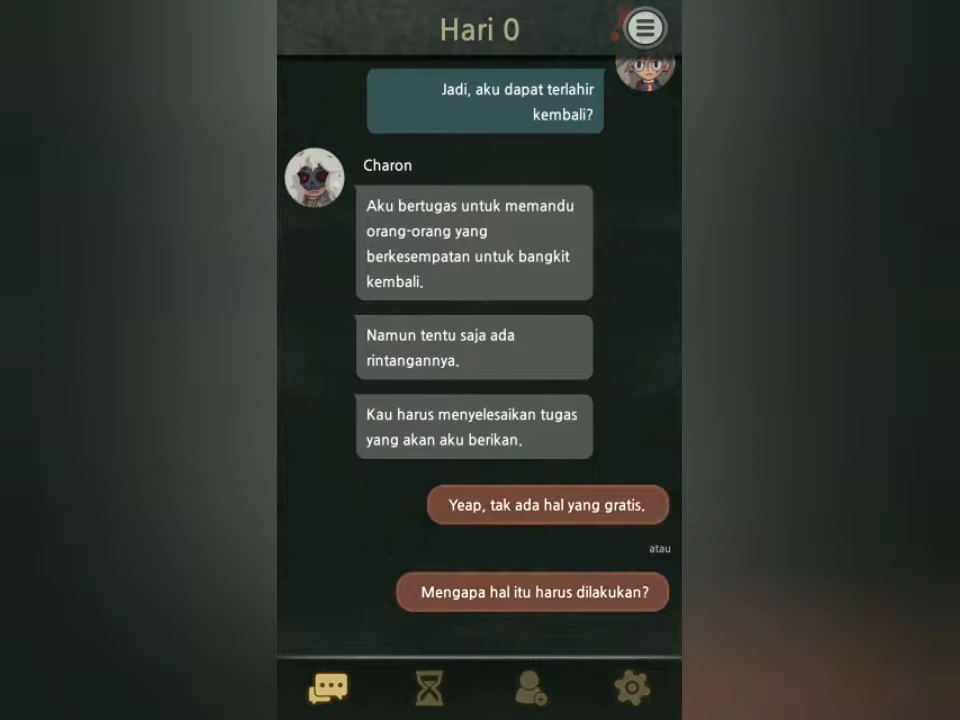 Hari 0
Jadi, aku dapat terlahir
kembali?
Charon
Aku bertugas untuk memandu
orang-orang yang
berkesempatan untuk bangkit
kembali.
Namun tentu saja ada
rintangannya.
Kau harus menyelesaikan tugas
yang akan aku berikan.
Yeap, tak ada hal yang gratis.
atau
Mengapa hal itu harus dilakukan?